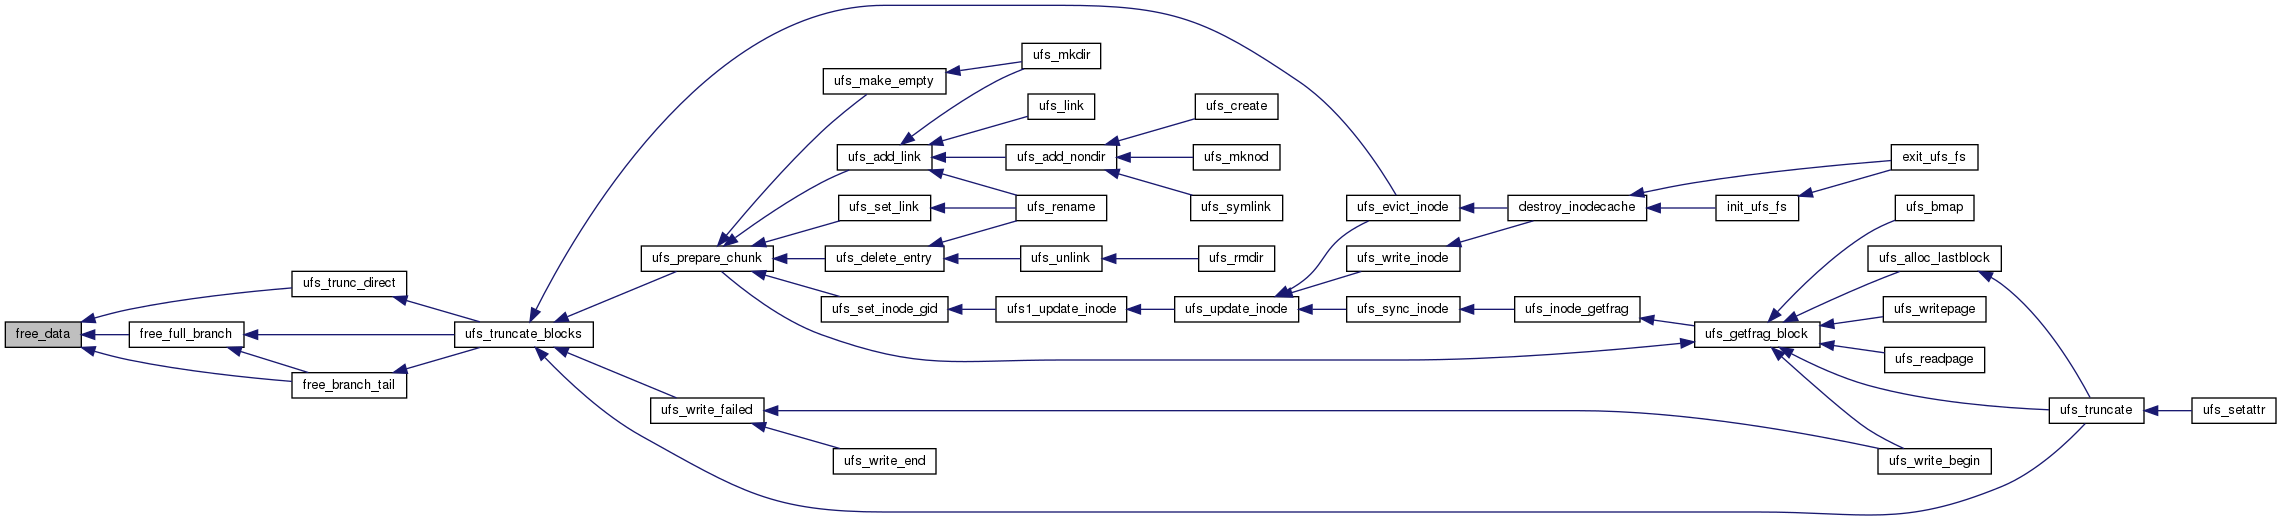 free_data
ufs_trunc_direct
free_full_branch
free_branch_tail
ufs_truncate_blocks
ufs_prepare_chunk
ufs_write_failed
ufs_make_empty
ufs_add_link
ufs_set_link
ufs_delete_entry
ufs_set_inode_gid
ufs_write_end
ufs_mkdir
ufs_link
ufs_add_nondir
ufs_rename
ufs_unlink
ufs1_update_inode
ufs_create
ufs_mknod
ufs_symlink
ufs_rmdir
ufs_update_inode
ufs_evict_inode
ufs_write_inode
ufs_sync_inode
destroy_inodecache
ufs_inode_getfrag
init_ufs_fs
ufs_getfrag_block
exit_ufs_fs
ufs_bmap
ufs_alloc_lastblock
ufs_writepage
ufs_readpage
ufs_write_begin
ufs_truncate
ufs_setattr